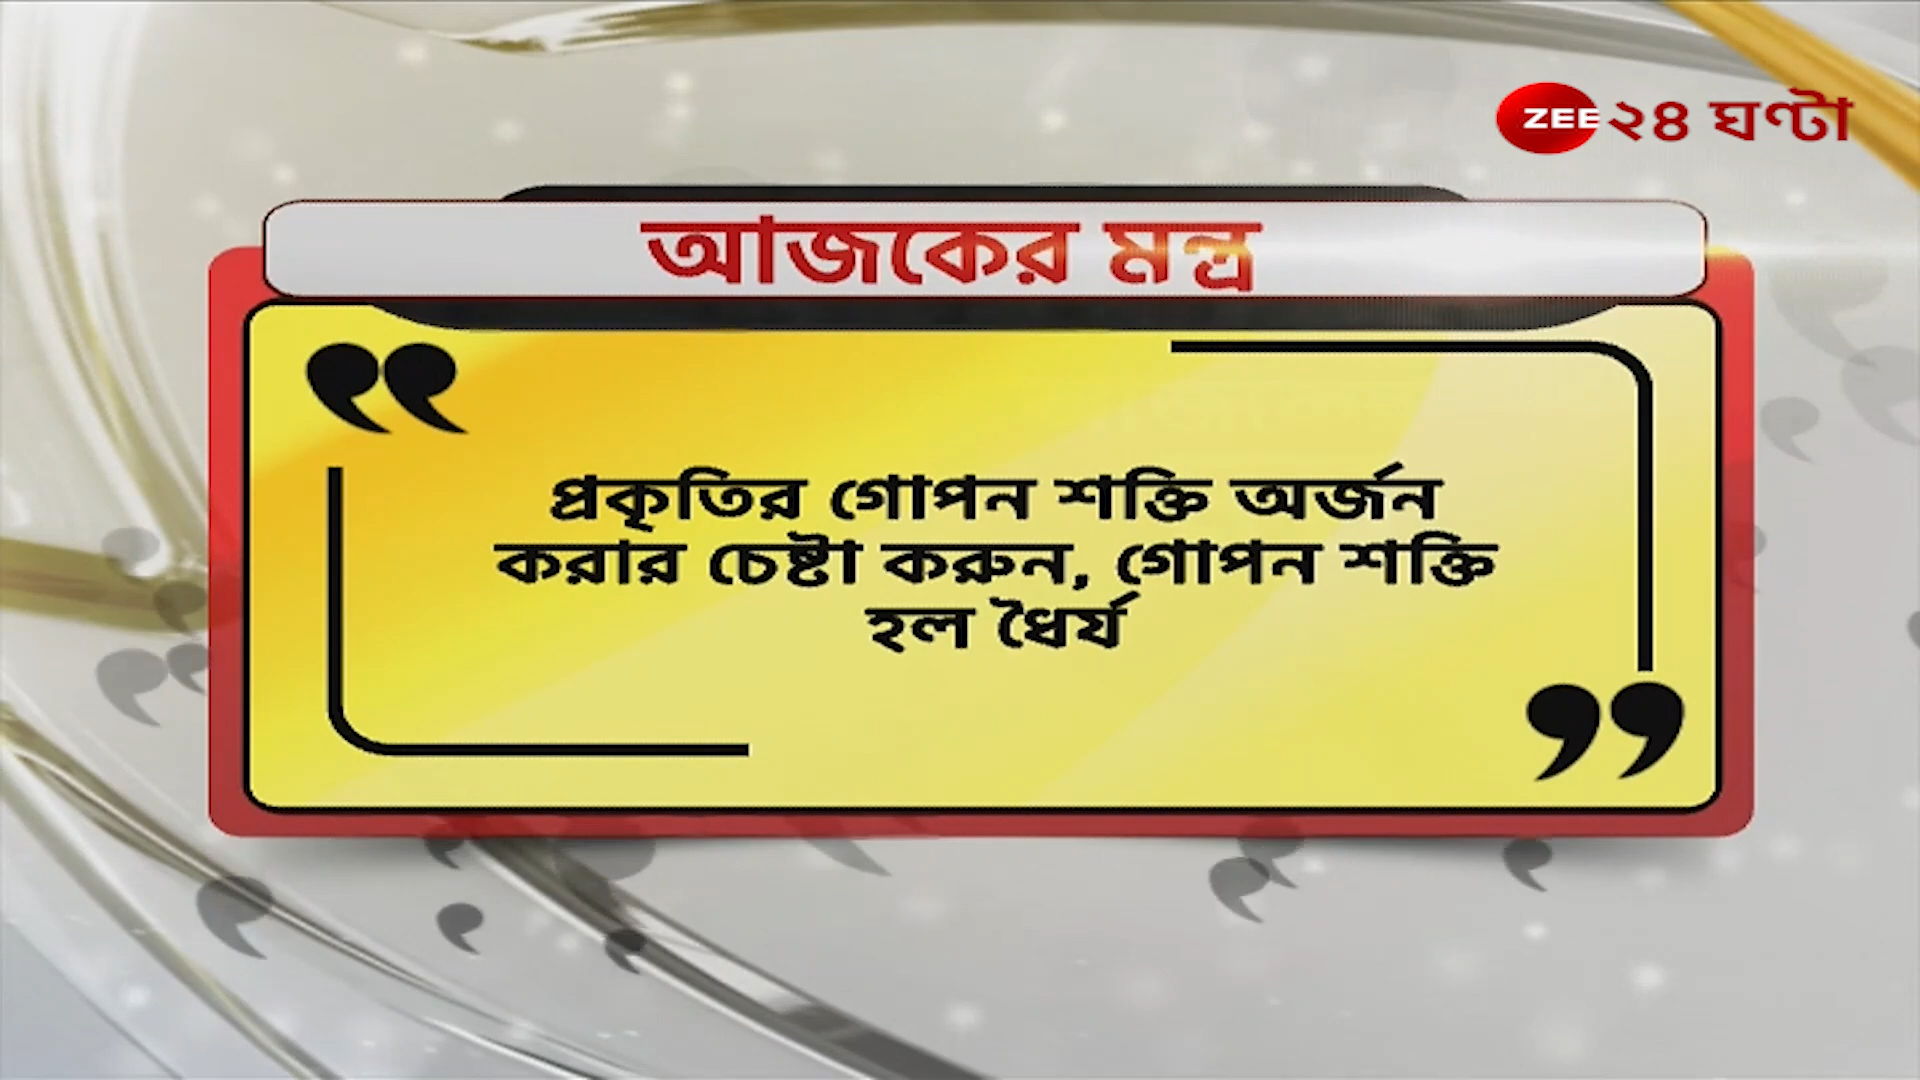 ZEE ২৪ ঘণ্টা
আজকের মন্ত্র
প্রকৃতির গোপন শক্তি অর্জন
করার চেষ্টা করুন, গোপন শক্তি
হল ধৈর্য